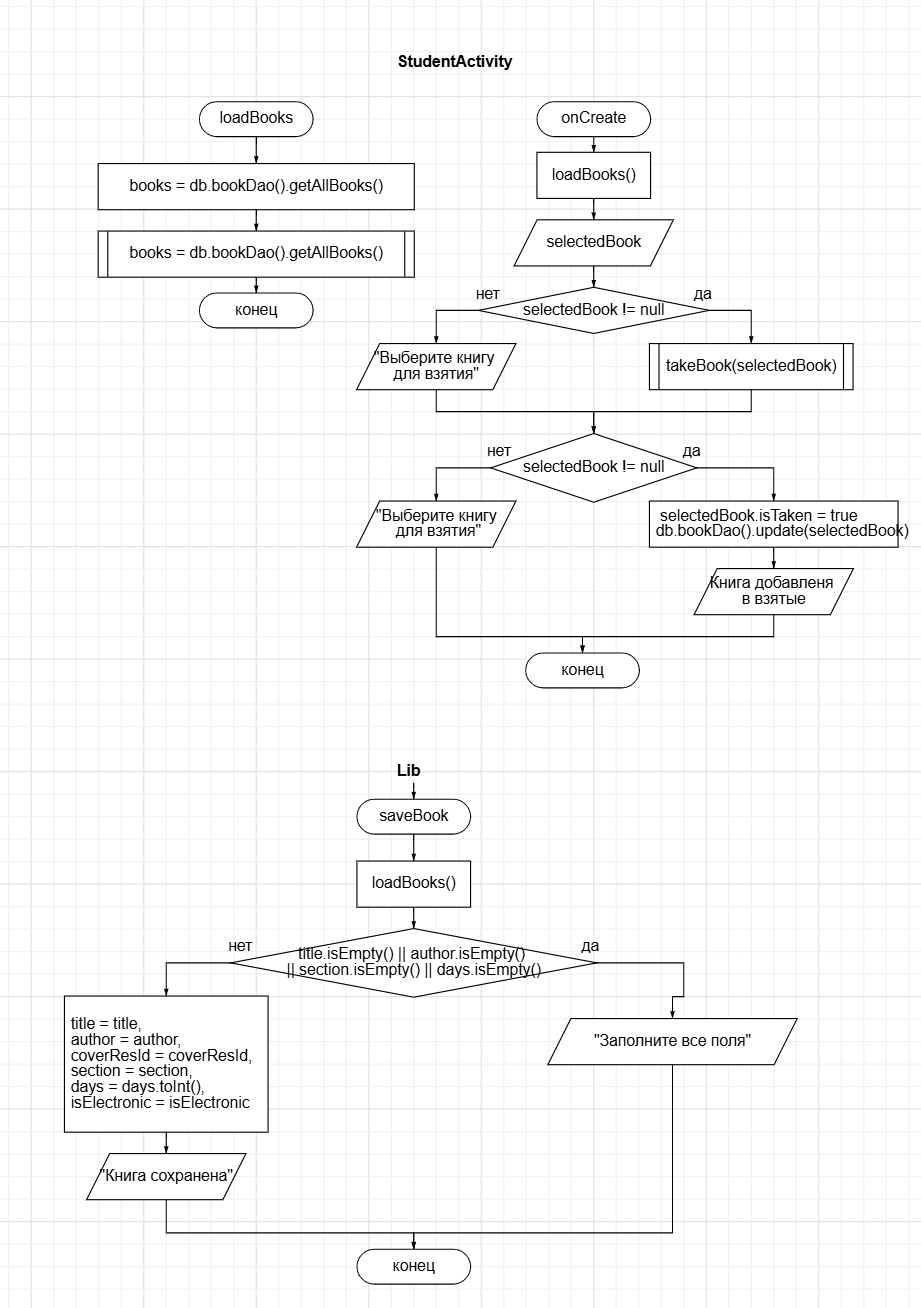 StudentActivity
loadBooks
books = db.bookDao().getAllBooks()
books = db.bookDao().getAllBooks()
конец
onCreate
loadBooks()
selectedBook
нет
да
selectedBook != null
"Выберите книгу
для взятия"
takeBook(selectedBook)
нет
да
selectedBook != null
"Выберите книгу
для взятия"
selectedBook.isTaken = true
db.bookDao().update(selectedBook)
Книга добавленя
в взятые
конец
Lib
saveBook
loadBooks()
нет
да
title.isEmpty() || author.isEmpty()
|| section.isEmpty() || days.isEmpty()
title = title,
author = author,
coverResId = coverResId,
section = section,
days = days.toInt(),
isElectronic = isElectronic
"Заполните все поля"
"Книга сохранена"
конец